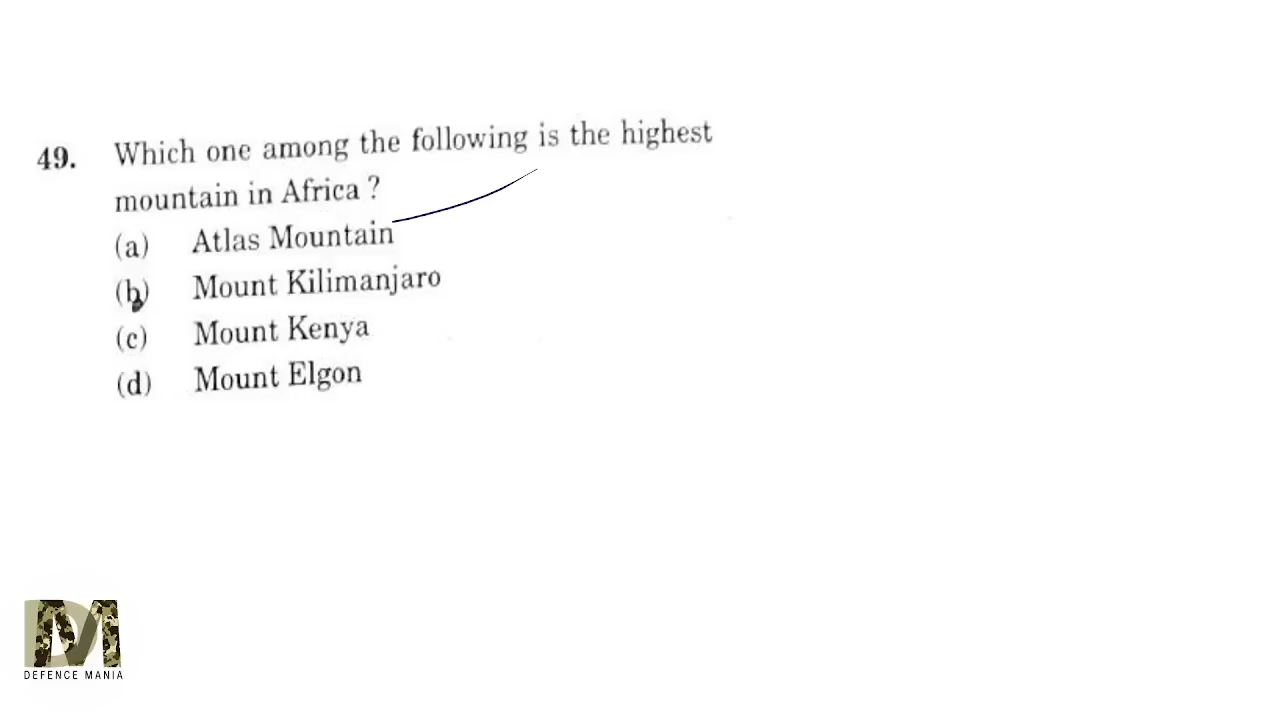 49. Which one among the following is the highest
mountain in Africa ?
(a) Atlas Mountain
(b) Mount Kilimanjaro
(c) Mount Kenya
(d) Mount Elgon
DM
DEFENCE MANIA